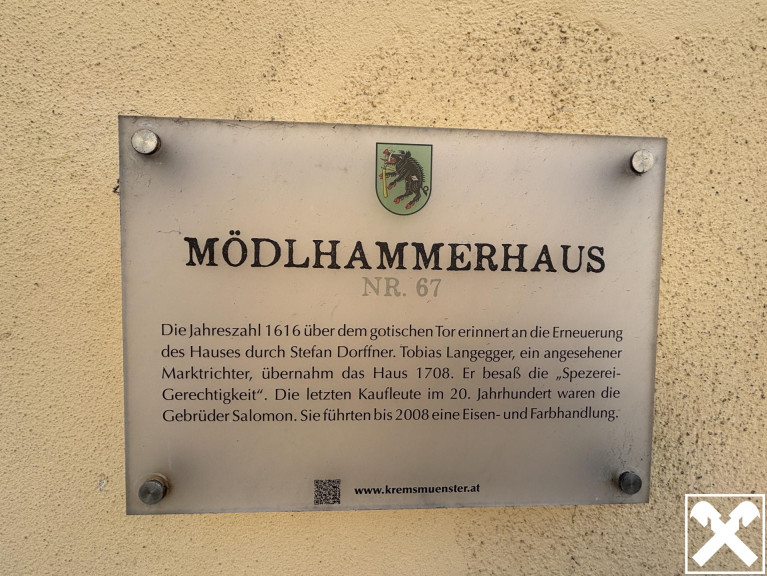 MÖDLHAMMERHAUS
NR. 67
Die Jahreszahl 1616 über dem gotischen Tor erinnert an die Erneuerung
des Hauses durch Stefan Dorffner. Tobias Langegger, ein angesehener
Marktrichter, übernahm das Haus 1708. Er besaß die „Spezerei-
Gerechtigkeit“. Die letzten Kaufleute im 20. Jahrhundert waren die
Gebrüder Salomon. Sie führten bis 2008 eine Eisen- und Farbhandlung.
www.kremsmuenster.at